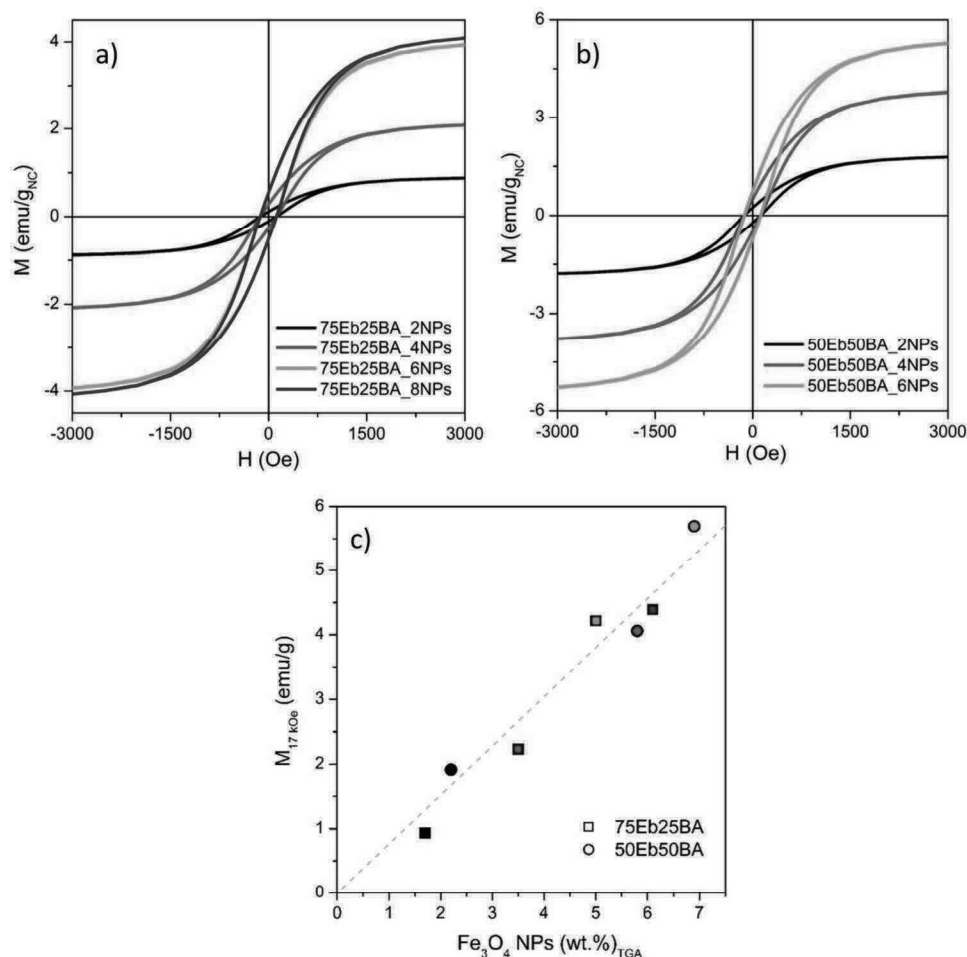 a)
4
2
0
-2
-4
M (emu/g_NC)
-3000 -1500 0 1500 3000
H (Oe)
75Eb25BA_2NPs
75Eb25BA_4NPs
75Eb25BA_6NPs
75Eb25BA_8NPs
b)
6
3
0
-3
-6
M (emu/g_NC)
-3000 -1500 0 1500 3000
H (Oe)
50Eb50BA_2NPs
50Eb50BA_4NPs
50Eb50BA_6NPs
c)
6
5
4
3
2
1
0
M_17 kOe (emu/g)
0 1 2 3 4 5 6 7
Fe₃O₄ NPs (wt.%)_TGA
75Eb25BA
50Eb50BA